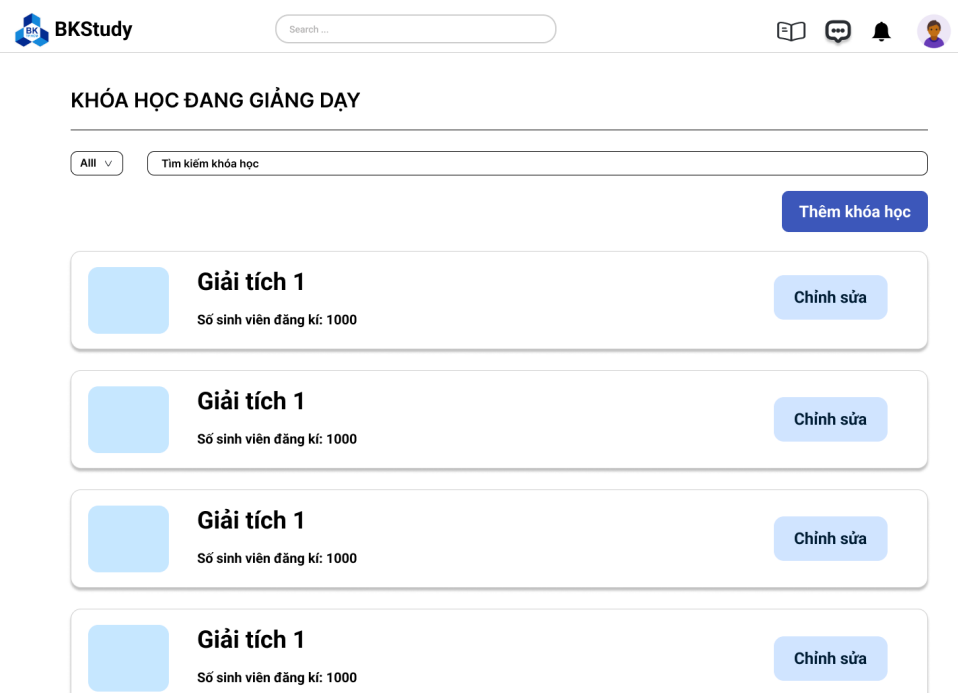 BK
BKStudy
Search ...
KHÓA HỌC ĐANG GIẢNG DẠY
Alll
Tìm kiếm khóa học
Thêm khóa học
Giải tích 1
Số sinh viên đăng kí: 1000
Chỉnh sửa
Giải tích 1
Số sinh viên đăng kí: 1000
Chỉnh sửa
Giải tích 1
Số sinh viên đăng kí: 1000
Chỉnh sửa
Giải tích 1
Số sinh viên đăng kí: 1000
Chỉnh sửa